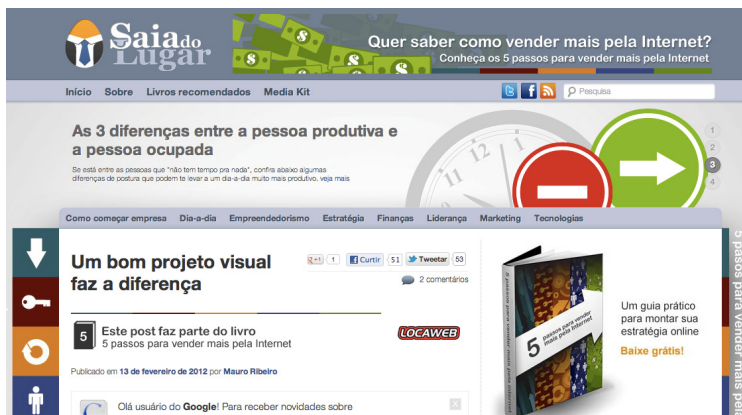 Saia do
Lugar
Quer saber como vender mais pela Internet?
Conheça os 5 passos para vender mais pela Internet
Início Sobre Livros recomendados Media Kit
Pesquisa
As 3 diferenças entre a pessoa produtiva e
a pessoa ocupada
Se está entre as pessoas que "não tem tempo pra nada", confira abaixo algumas
diferenças de postura que podem te levar a um dia-a-dia muito mais produtivo, veja mais
1
2
3
4
Como começar empresa Dia-a-dia Empreendedorismo Estratégia Finanças Liderança Marketing Tecnologias
Um bom projeto visual
faz a diferença
+1 1 Curtir 51 Tweetar 53
2 comentários
5
Este post faz parte do livro
5 passos para vender mais pela Internet
LOCAWEB
Publicado em 13 de fevereiro de 2012 por Mauro Ribeiro
Olá usuário do Google! Para receber novidades sobre
5 passos para vender
mais pela Internet
Um guia prático
para montar sua
estratégia online
Baixe grátis!
5 pasos para vender mais pe